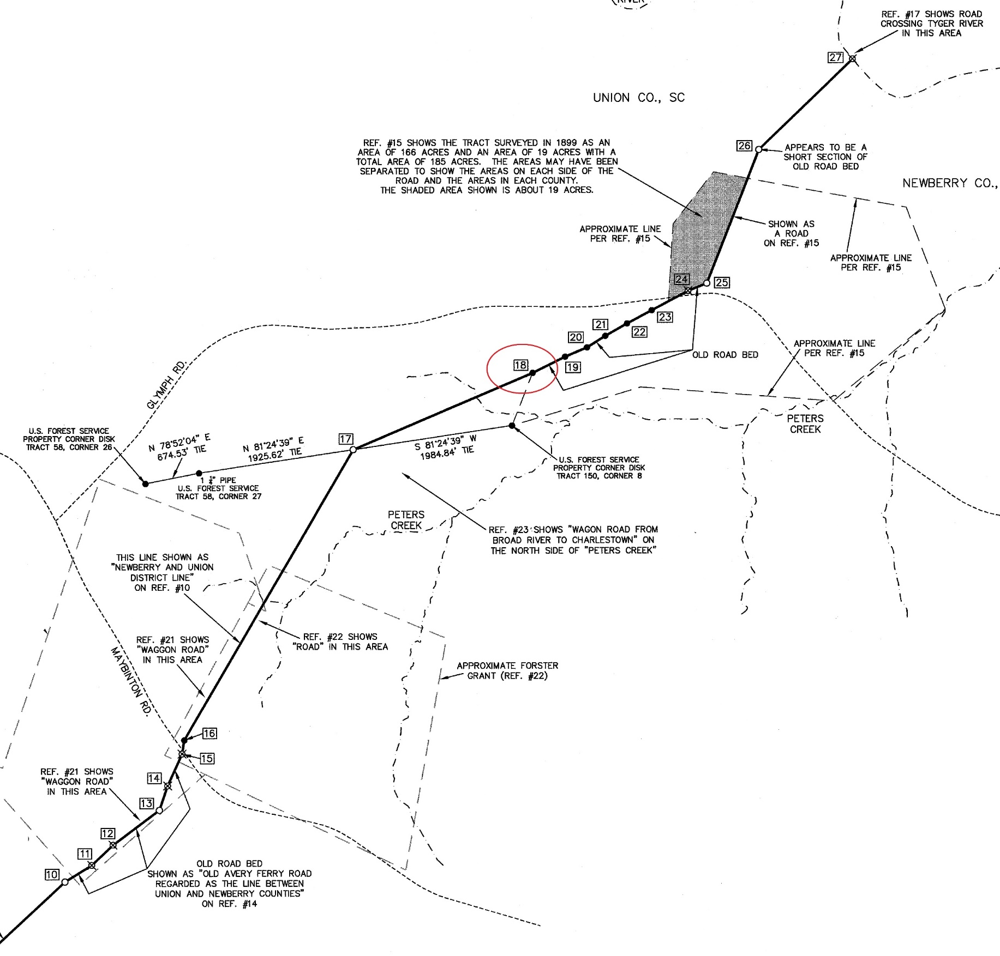 RIVER
REF. #17 SHOWS ROAD
CROSSING TYGER RIVER
IN THIS AREA
27
UNION CO., SC
REF. #15 SHOWS THE TRACT SURVEYED IN 1899 AS AN
AREA OF 166 ACRES AND AN AREA OF 19 ACRES WITH A
TOTAL AREA OF 185 ACRES. THE AREAS MAY HAVE BEEN
SEPARATED TO SHOW THE AREAS ON EACH SIDE OF THE
ROAD AND THE AREAS IN EACH COUNTY.
THE SHADED AREA SHOWN IS ABOUT 19 ACRES.
26
APPEARS TO BE A
SHORT SECTION OF
OLD ROAD BED
NEWBERRY CO.,
APPROXIMATE LINE
PER REF. #15
SHOWN AS
A ROAD
ON REF. #15
APPROXIMATE LINE
PER REF. #15
24
25
23
22
21
20
19
18
OLD ROAD BED
APPROXIMATE LINE
PER REF. #15
GLYMPH RD.
PETERS
CREEK
U.S. FOREST SERVICE
PROPERTY CORNER DISK
TRACT 58, CORNER 26
N 78°52'04" E
674.53' TIE
N 81°24'39" E
1925.62' TIE
17
S 81°24'39" W
1984.84' TIE
U.S. FOREST SERVICE
PROPERTY CORNER DISK
TRACT 150, CORNER 8
1 ¼" PIPE
U.S. FOREST SERVICE
TRACT 58, CORNER 27
PETERS
CREEK
REF. #23 SHOWS "WAGON ROAD FROM
BROAD RIVER TO CHARLESTOWN" ON
THE NORTH SIDE OF "PETERS CREEK"
THIS LINE SHOWN AS
"NEWBERRY AND UNION
DISTRICT LINE"
ON REF. #10
REF. #21 SHOWS
"WAGGON ROAD"
IN THIS AREA
REF. #22 SHOWS
"ROAD" IN THIS AREA
MAYBINTON RD.
APPROXIMATE FORSTER
GRANT (REF. #22)
16
15
REF. #21 SHOWS
"WAGGON ROAD"
IN THIS AREA
14
13
12
11
10
OLD ROAD BED
SHOWN AS "OLD AVERY FERRY ROAD
REGARDED AS THE LINE BETWEEN
UNION AND NEWBERRY COUNTIES"
ON REF. #14